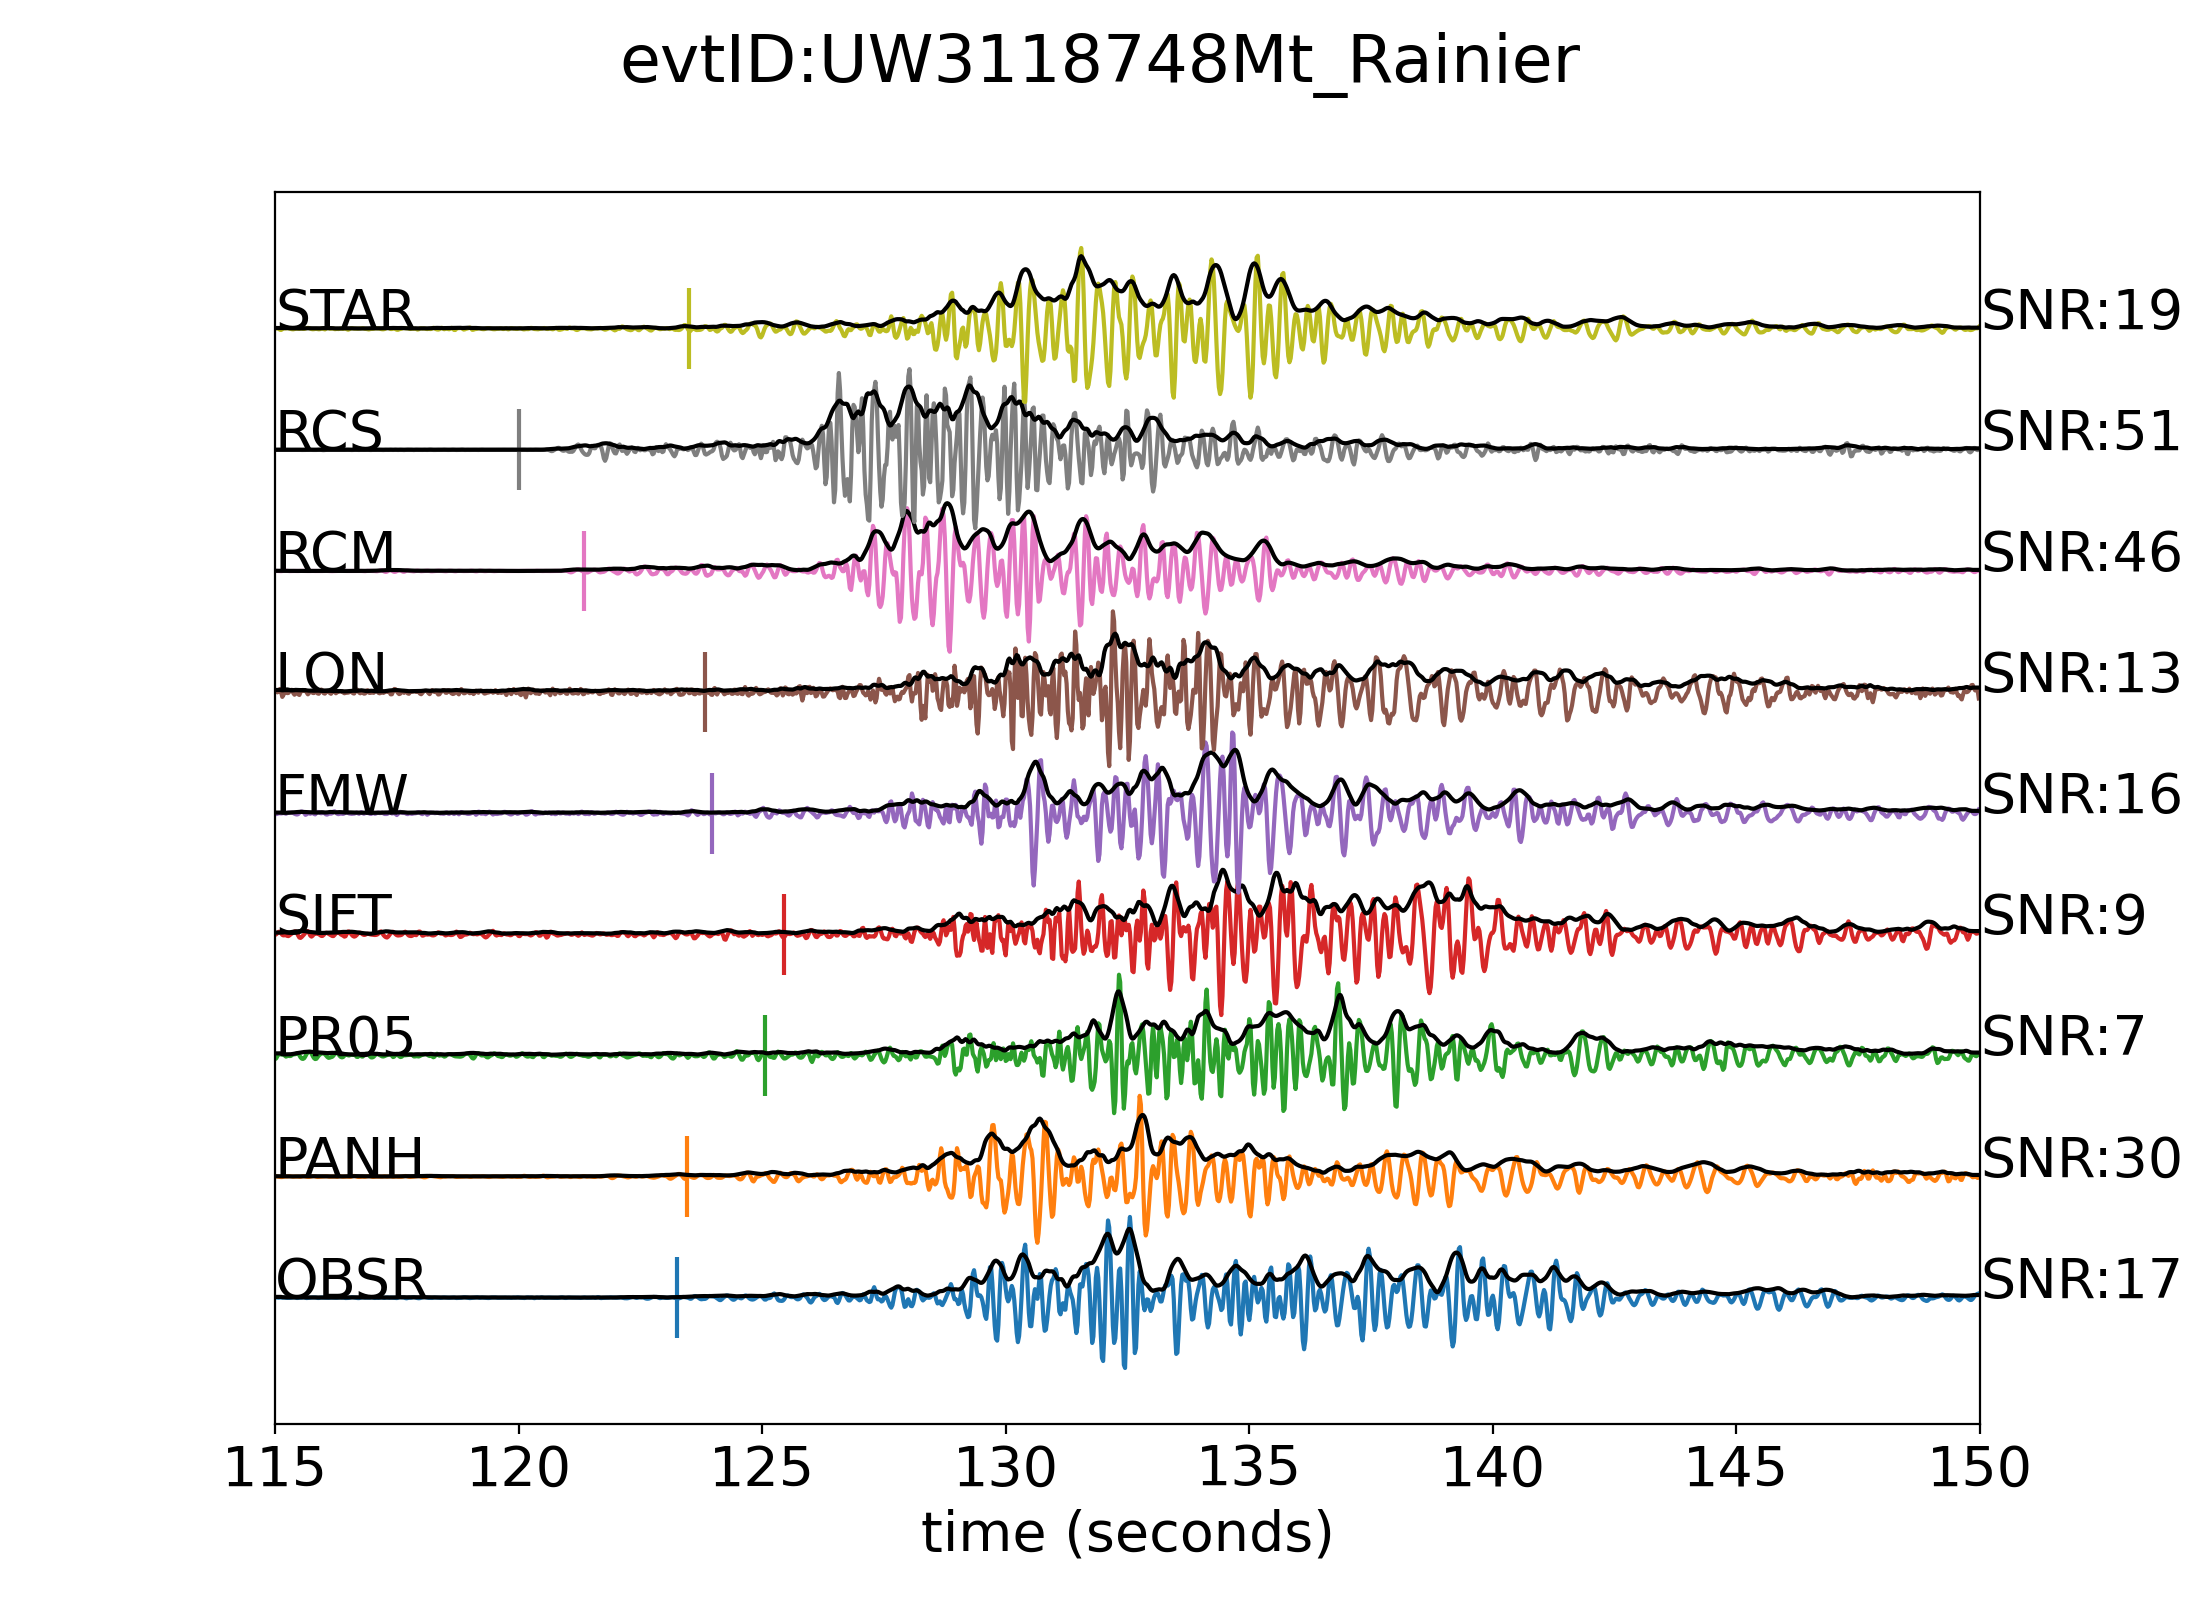 evtID:UW3118748Mt_Rainier
STAR SNR:19
RCS SNR:51
RCM SNR:46
LON SNR:13
FMW SNR:16
SIFT SNR:9
PR05 SNR:7
PANH SNR:30
OBSR SNR:17
115 120 125 130 135 140 145 150
time (seconds)